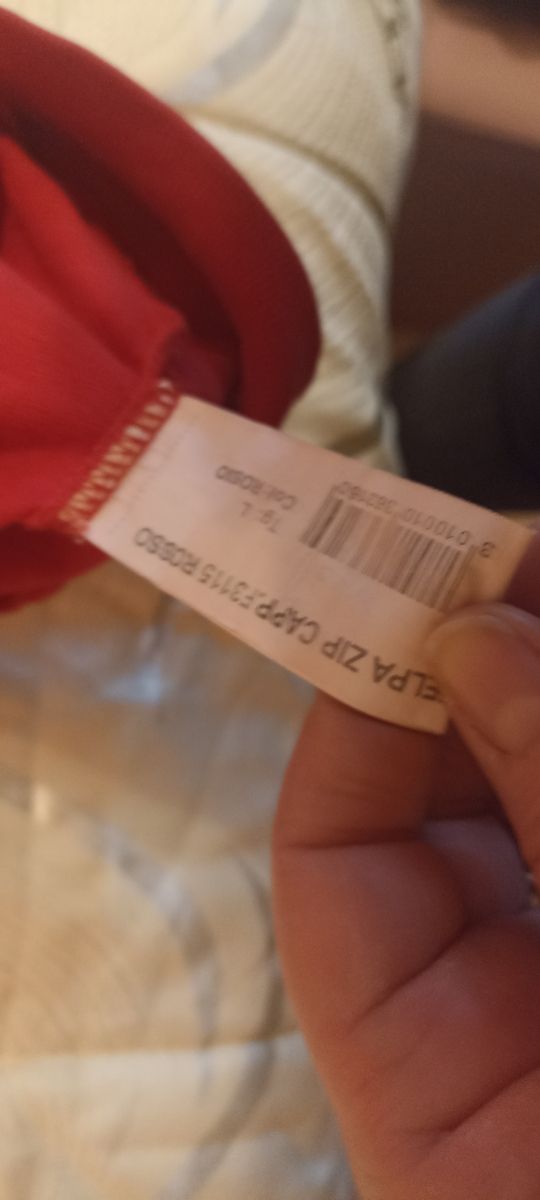 ELPA ZIP CAPP.F3115 ROSSO
Tg.: L
Col: ROSSO